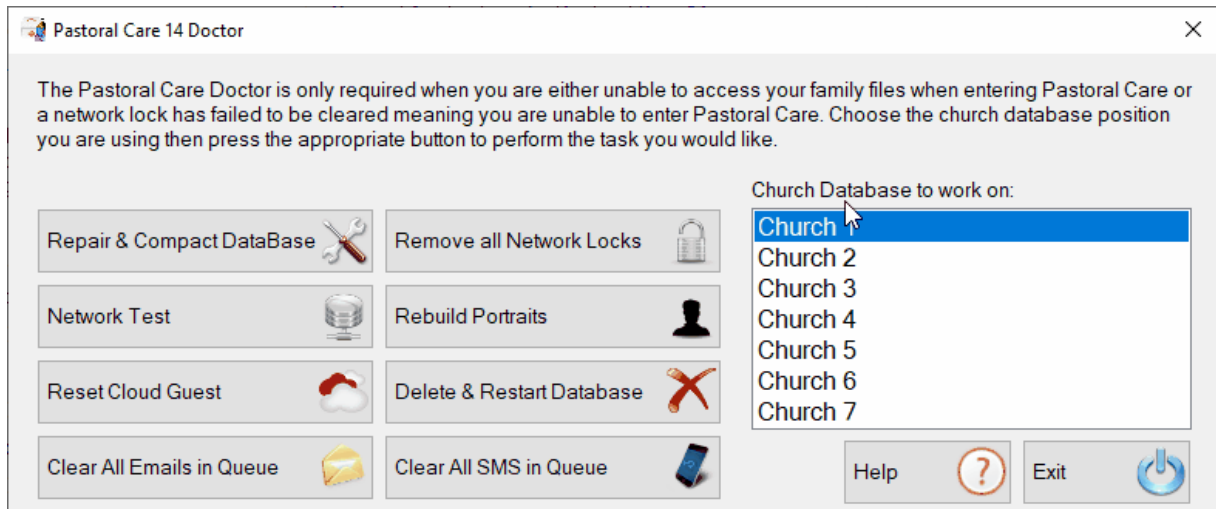 Pastoral Care 14 Doctor
The Pastoral Care Doctor is only required when you are either unable to access your family files when entering Pastoral Care or
a network lock has failed to be cleared meaning you are unable to enter Pastoral Care. Choose the church database position
you are using then press the appropriate button to perform the task you would like.
Church Database to work on:
Repair & Compact DataBase
Remove all Network Locks
Network Test
Rebuild Portraits
Reset Cloud Guest
Delete & Restart Database
Clear All Emails in Queue
Clear All SMS in Queue
Church 1
Church 2
Church 3
Church 4
Church 5
Church 6
Church 7
Help
Exit